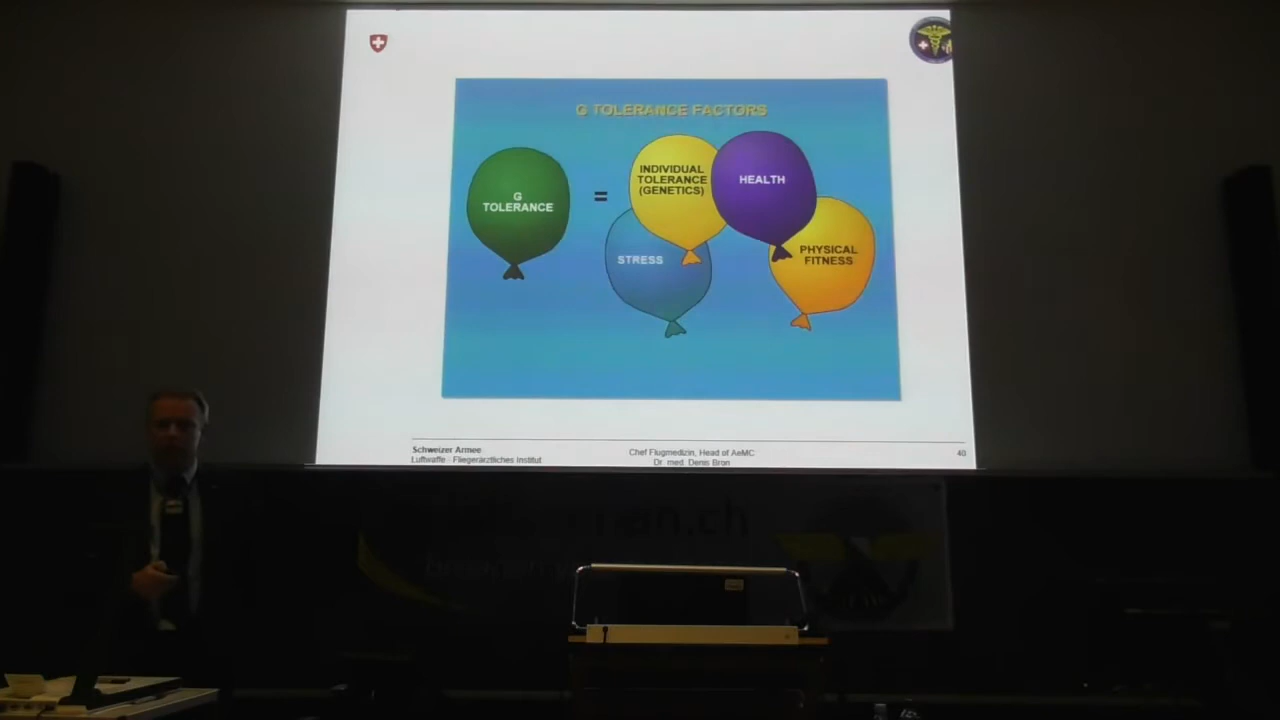 G TOLERANCE FACTORS
G
TOLERANCE
=
INDIVIDUAL
TOLERANCE
(GENETICS)
HEALTH
STRESS
PHYSICAL
FITNESS
Schweizer Armee
Luftwaffe - Fliegerärztliches Institut
Chef Flugmedizin, Head of AeMC
Dr. med. Denis Bron
40